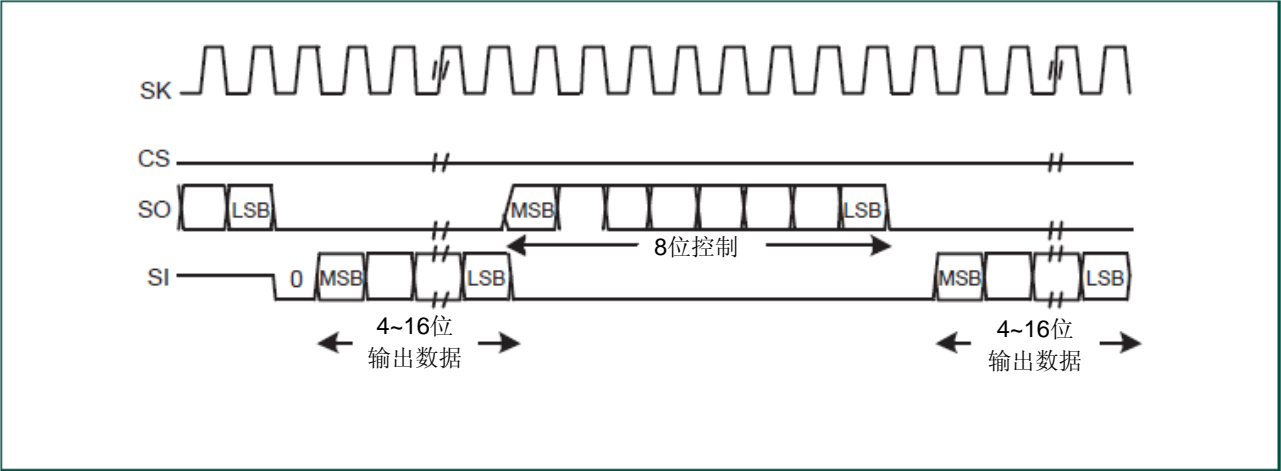 SK
CS
SO LSB MSB LSB
8位控制
SI 0 MSB LSB MSB LSB
4~16位 4~16位
输出数据 输出数据